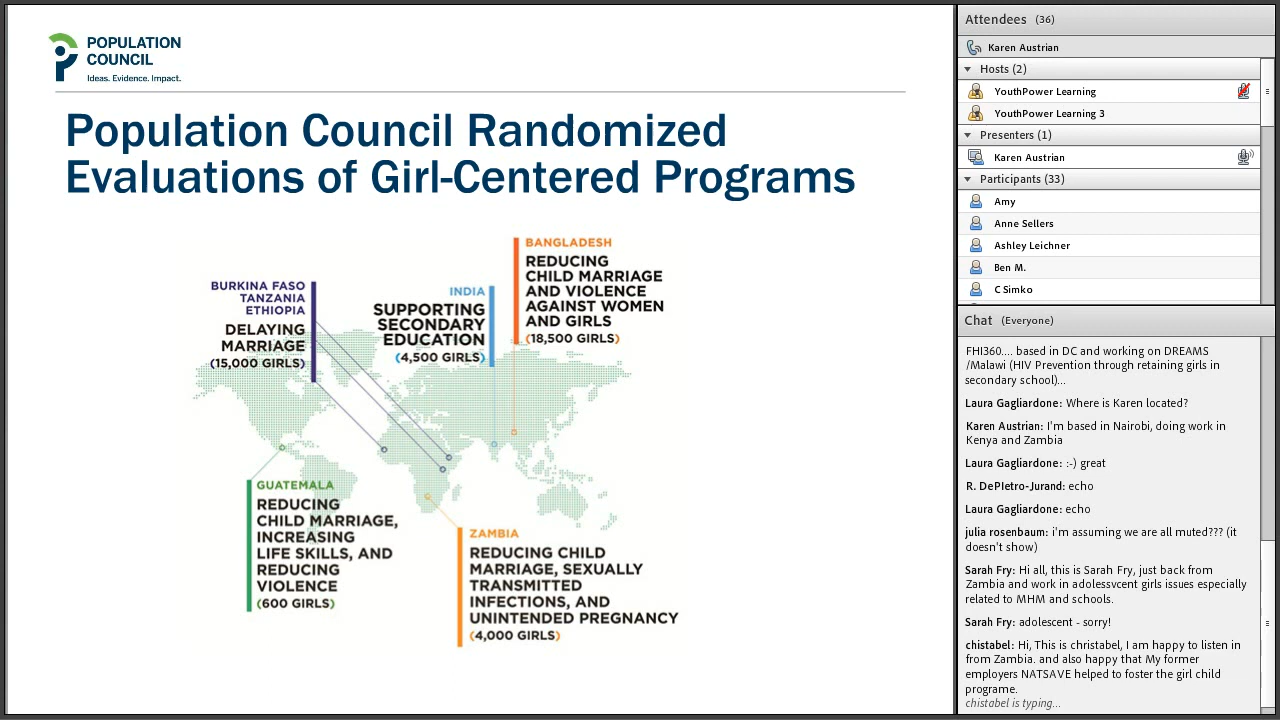 POPULATION
COUNCIL
Ideas. Evidence. Impact.
Population Council Randomized
Evaluations of Girl-Centered Programs
BURKINA FASO
TANZANIA
ETHIOPIA
DELAYING
MARRIAGE
(15,000 GIRLS)
INDIA
SUPPORTING
SECONDARY
EDUCATION
(4,500 GIRLS)
BANGLADESH
REDUCING
CHILD MARRIAGE
AND VIOLENCE
AGAINST WOMEN
AND GIRLS
(18,500 GIRLS)
GUATEMALA
REDUCING
CHILD MARRIAGE,
INCREASING
LIFE SKILLS, AND
REDUCING
VIOLENCE
(600 GIRLS)
ZAMBIA
REDUCING CHILD
MARRIAGE, SEXUALLY
TRANSMITTED
INFECTIONS, AND
UNINTENDED PREGNANCY
(4,000 GIRLS)
Attendees (36)
Karen Austrian
Hosts (2)
YouthPower Learning
YouthPower Learning 3
Presenters (1)
Karen Austrian
Participants (33)
Amy
Anne Sellers
Ashley Lechner
Ben M.
C Simko
Chat (Everyone)
FHI360... based in DC and working on DREAMS
/Malawi (HIV Prevention through retaining girls in
secondary school)...
Laura Gagliardone: Where is Karen located?
Karen Austrian: I'm based in Nairobi, doing work in
Kenya and Zambia
Laura Gagliardone: :-) great
R. DePietro-Jurand: echo
Laura Gagliardone: echo
julia rosenbaum: i'm assuming we are all muted??? (it
doesn't show)
Sarah Fry: Hi all, this is Sarah Fry, just back from
Zambia and work in adolessvcent girls issues especially
related to MHM and schools.
Sarah Fry: adolescent - sorry!
chistabel: Hi, This is christabel, I am happy to listen in
from Zambia. and also happy that My former
employers NATSAVE helped to foster the girl child
programe.
chistabel is typing...